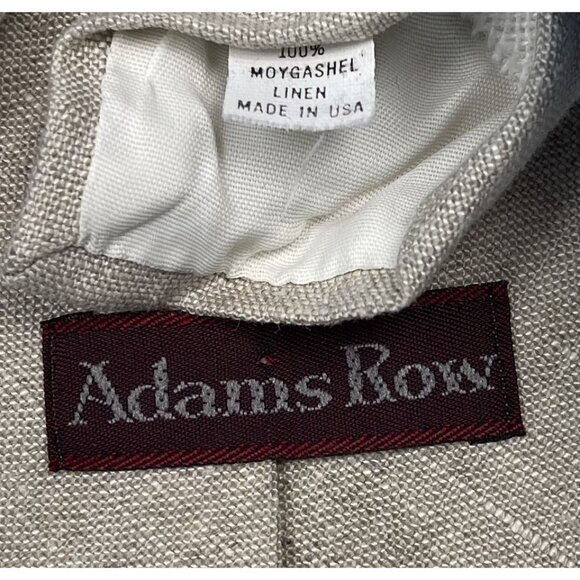 100%
MOYGASHEL
LINEN
MADE IN USA
Adams Row